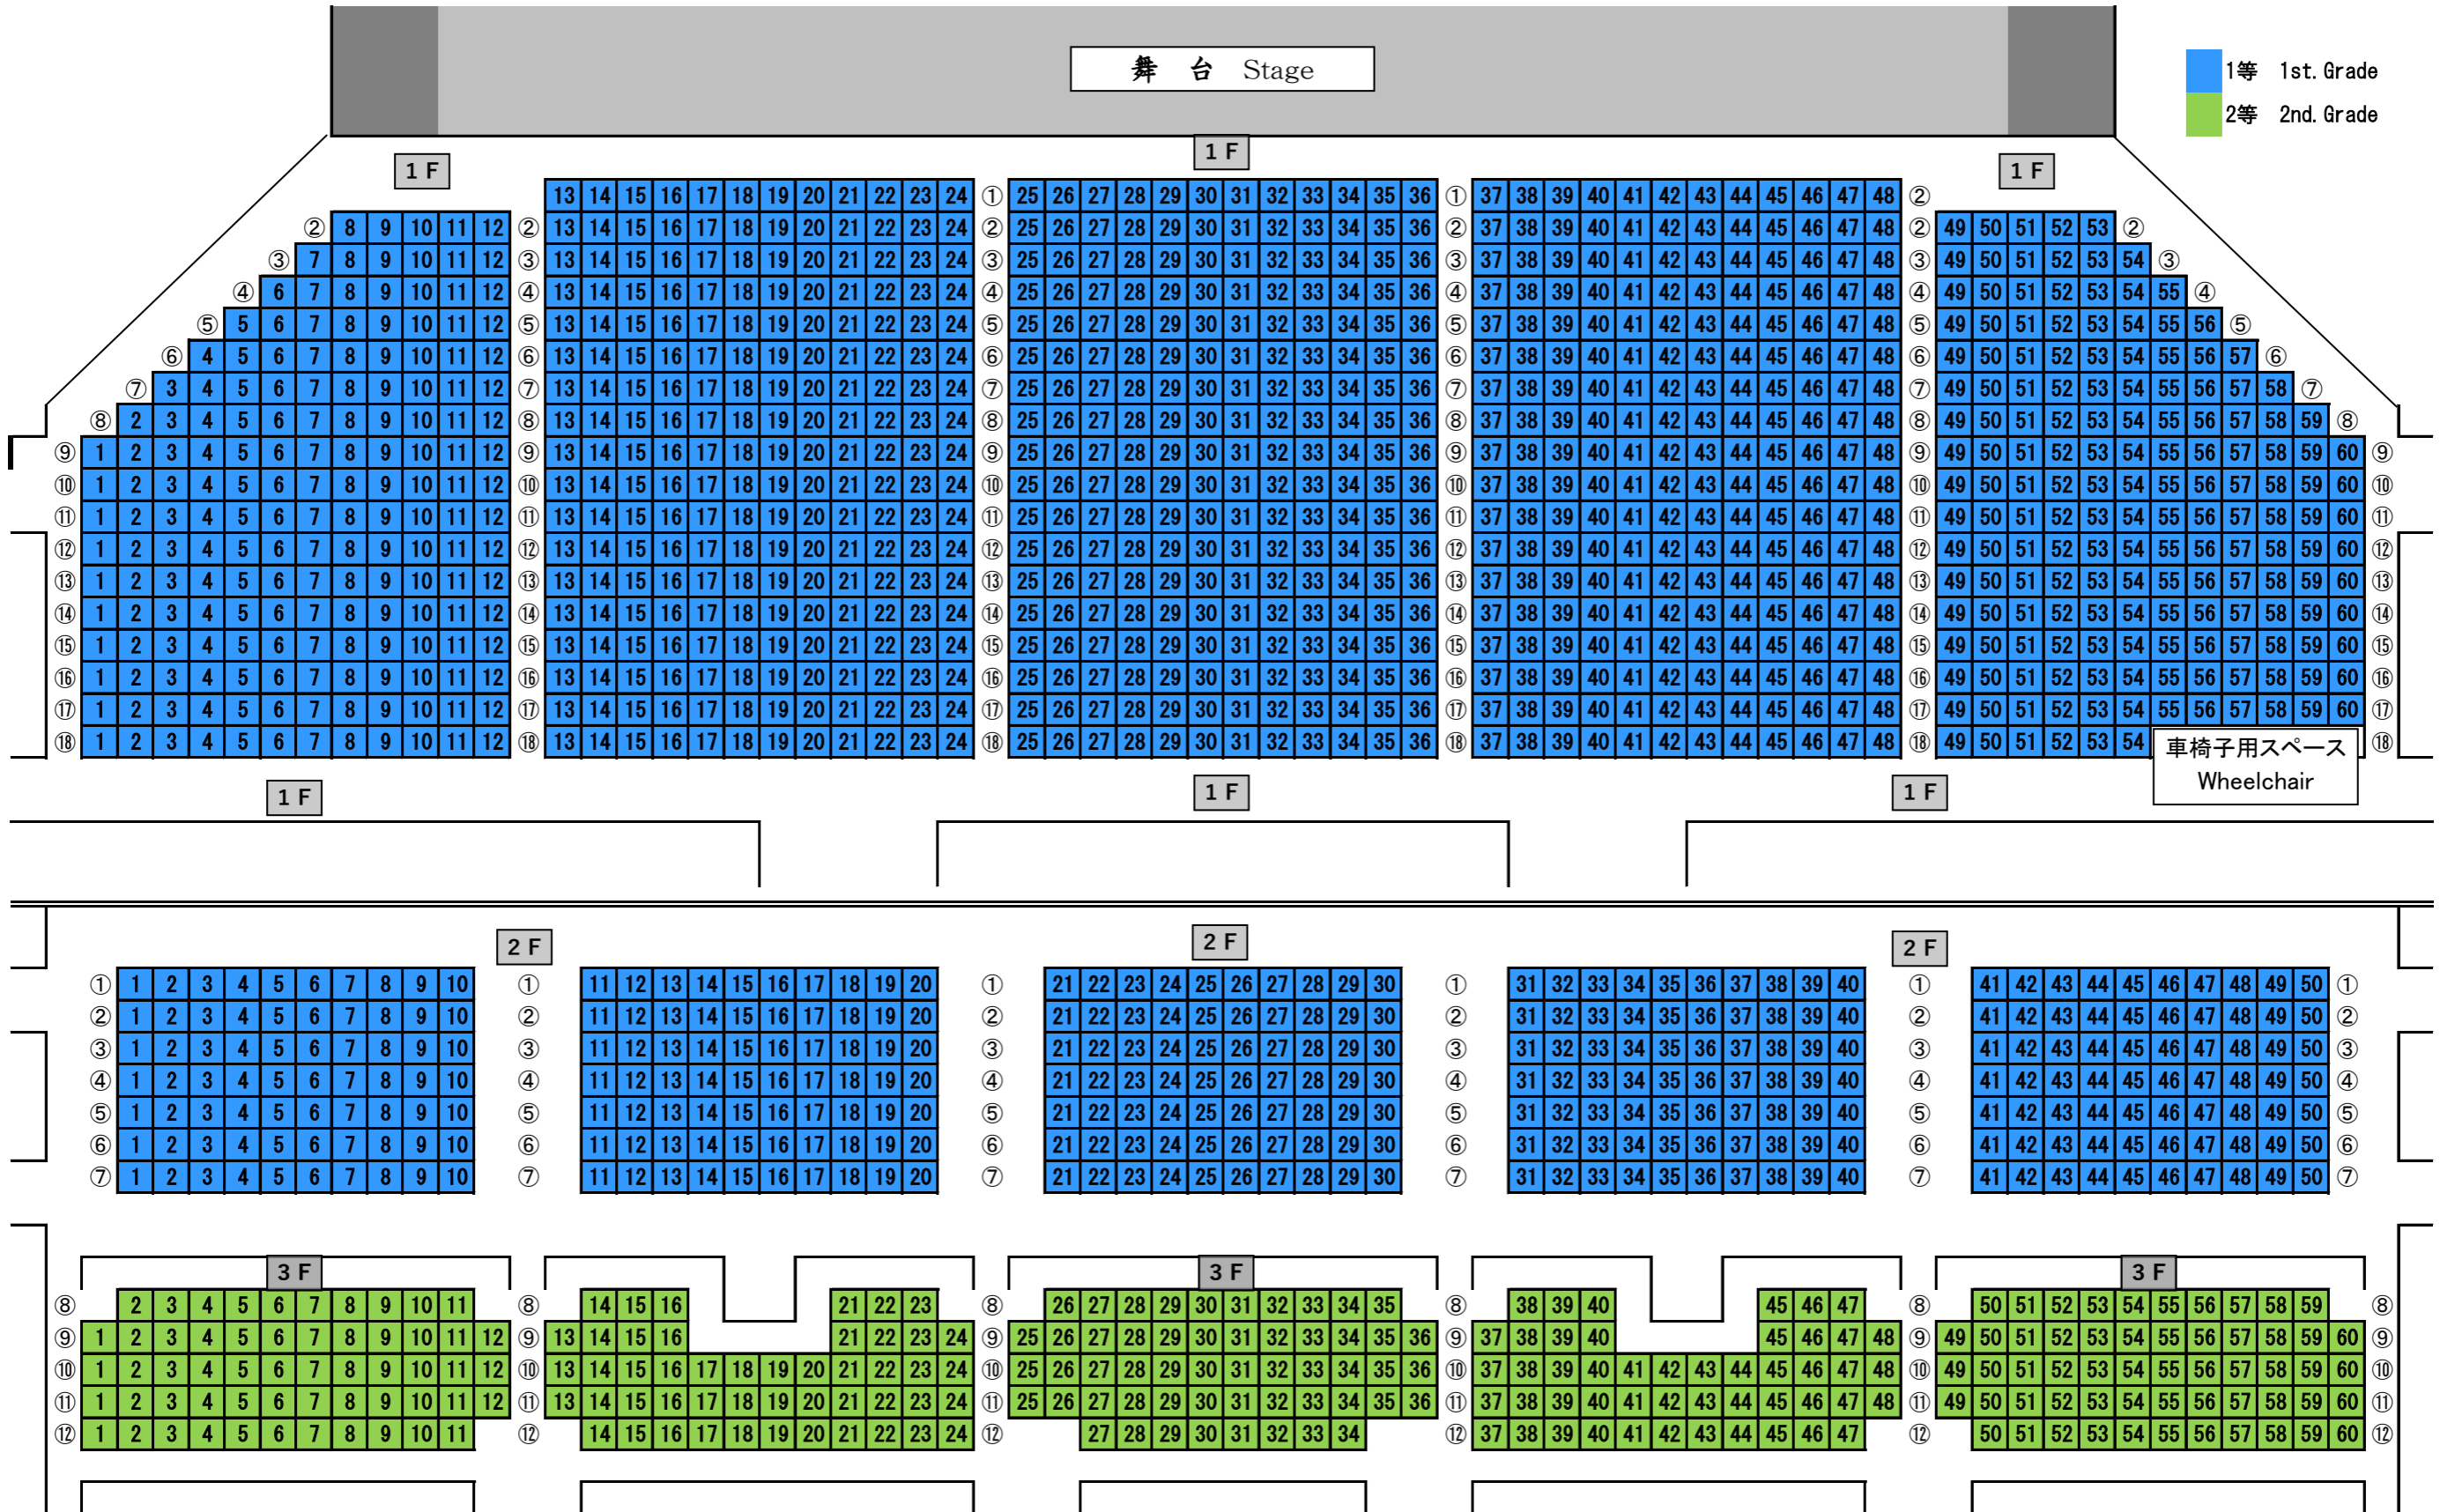 舞 台 Stage
1等 1st. Grade
2等 2nd. Grade
1 F 1 F 1 F
13 14 15 16 17 18 19 20 21 22 23 24 ① 25 26 27 28 29 30 31 32 33 34 35 36 ① 37 38 39 40 41 42 43 44 45 46 47 48 ②
② 8 9 10 11 12 ② 13 14 15 16 17 18 19 20 21 22 23 24 ② 25 26 27 28 29 30 31 32 33 34 35 36 ② 37 38 39 40 41 42 43 44 45 46 47 48 ② 49 50 51 52 53 ②
③ 7 8 9 10 11 12 ③ 13 14 15 16 17 18 19 20 21 22 23 24 ③ 25 26 27 28 29 30 31 32 33 34 35 36 ③ 37 38 39 40 41 42 43 44 45 46 47 48 ③ 49 50 51 52 53 54 ③
④ 6 7 8 9 10 11 12 ④ 13 14 15 16 17 18 19 20 21 22 23 24 ④ 25 26 27 28 29 30 31 32 33 34 35 36 ④ 37 38 39 40 41 42 43 44 45 46 47 48 ④ 49 50 51 52 53 54 55 ④
⑤ 5 6 7 8 9 10 11 12 ⑤ 13 14 15 16 17 18 19 20 21 22 23 24 ⑤ 25 26 27 28 29 30 31 32 33 34 35 36 ⑤ 37 38 39 40 41 42 43 44 45 46 47 48 ⑤ 49 50 51 52 53 54 55 56 ⑤
⑥ 4 5 6 7 8 9 10 11 12 ⑥ 13 14 15 16 17 18 19 20 21 22 23 24 ⑥ 25 26 27 28 29 30 31 32 33 34 35 36 ⑥ 37 38 39 40 41 42 43 44 45 46 47 48 ⑥ 49 50 51 52 53 54 55 56 57 ⑥
⑦ 3 4 5 6 7 8 9 10 11 12 ⑦ 13 14 15 16 17 18 19 20 21 22 23 24 ⑦ 25 26 27 28 29 30 31 32 33 34 35 36 ⑦ 37 38 39 40 41 42 43 44 45 46 47 48 ⑦ 49 50 51 52 53 54 55 56 57 58 ⑦
⑧ 2 3 4 5 6 7 8 9 10 11 12 ⑧ 13 14 15 16 17 18 19 20 21 22 23 24 ⑧ 25 26 27 28 29 30 31 32 33 34 35 36 ⑧ 37 38 39 40 41 42 43 44 45 46 47 48 ⑧ 49 50 51 52 53 54 55 56 57 58 59 ⑧
⑨ 1 2 3 4 5 6 7 8 9 10 11 12 ⑨ 13 14 15 16 17 18 19 20 21 22 23 24 ⑨ 25 26 27 28 29 30 31 32 33 34 35 36 ⑨ 37 38 39 40 41 42 43 44 45 46 47 48 ⑨ 49 50 51 52 53 54 55 56 57 58 59 60 ⑨
⑩ 1 2 3 4 5 6 7 8 9 10 11 12 ⑩ 13 14 15 16 17 18 19 20 21 22 23 24 ⑩ 25 26 27 28 29 30 31 32 33 34 35 36 ⑩ 37 38 39 40 41 42 43 44 45 46 47 48 ⑩ 49 50 51 52 53 54 55 56 57 58 59 60 ⑩
⑪ 1 2 3 4 5 6 7 8 9 10 11 12 ⑪ 13 14 15 16 17 18 19 20 21 22 23 24 ⑪ 25 26 27 28 29 30 31 32 33 34 35 36 ⑪ 37 38 39 40 41 42 43 44 45 46 47 48 ⑪ 49 50 51 52 53 54 55 56 57 58 59 60 ⑪
⑫ 1 2 3 4 5 6 7 8 9 10 11 12 ⑫ 13 14 15 16 17 18 19 20 21 22 23 24 ⑫ 25 26 27 28 29 30 31 32 33 34 35 36 ⑫ 37 38 39 40 41 42 43 44 45 46 47 48 ⑫ 49 50 51 52 53 54 55 56 57 58 59 60 ⑫
⑬ 1 2 3 4 5 6 7 8 9 10 11 12 ⑬ 13 14 15 16 17 18 19 20 21 22 23 24 ⑬ 25 26 27 28 29 30 31 32 33 34 35 36 ⑬ 37 38 39 40 41 42 43 44 45 46 47 48 ⑬ 49 50 51 52 53 54 55 56 57 58 59 60 ⑬
⑭ 1 2 3 4 5 6 7 8 9 10 11 12 ⑭ 13 14 15 16 17 18 19 20 21 22 23 24 ⑭ 25 26 27 28 29 30 31 32 33 34 35 36 ⑭ 37 38 39 40 41 42 43 44 45 46 47 48 ⑭ 49 50 51 52 53 54 55 56 57 58 59 60 ⑭
⑮ 1 2 3 4 5 6 7 8 9 10 11 12 ⑮ 13 14 15 16 17 18 19 20 21 22 23 24 ⑮ 25 26 27 28 29 30 31 32 33 34 35 36 ⑮ 37 38 39 40 41 42 43 44 45 46 47 48 ⑮ 49 50 51 52 53 54 55 56 57 58 59 60 ⑮
⑯ 1 2 3 4 5 6 7 8 9 10 11 12 ⑯ 13 14 15 16 17 18 19 20 21 22 23 24 ⑯ 25 26 27 28 29 30 31 32 33 34 35 36 ⑯ 37 38 39 40 41 42 43 44 45 46 47 48 ⑯ 49 50 51 52 53 54 55 56 57 58 59 60 ⑯
⑰ 1 2 3 4 5 6 7 8 9 10 11 12 ⑰ 13 14 15 16 17 18 19 20 21 22 23 24 ⑰ 25 26 27 28 29 30 31 32 33 34 35 36 ⑰ 37 38 39 40 41 42 43 44 45 46 47 48 ⑰ 49 50 51 52 53 54 55 56 57 58 59 60 ⑰
⑱ 1 2 3 4 5 6 7 8 9 10 11 12 ⑱ 13 14 15 16 17 18 19 20 21 22 23 24 ⑱ 25 26 27 28 29 30 31 32 33 34 35 36 ⑱ 37 38 39 40 41 42 43 44 45 46 47 48 ⑱ 49 50 51 52 53 54 ⑱
車椅子用スペース
Wheelchair
1 F 1 F 1 F
2 F 2 F 2 F
① 1 2 3 4 5 6 7 8 9 10 ① 11 12 13 14 15 16 17 18 19 20 ① 21 22 23 24 25 26 27 28 29 30 ① 31 32 33 34 35 36 37 38 39 40 ① 41 42 43 44 45 46 47 48 49 50 ①
② 1 2 3 4 5 6 7 8 9 10 ② 11 12 13 14 15 16 17 18 19 20 ② 21 22 23 24 25 26 27 28 29 30 ② 31 32 33 34 35 36 37 38 39 40 ② 41 42 43 44 45 46 47 48 49 50 ②
③ 1 2 3 4 5 6 7 8 9 10 ③ 11 12 13 14 15 16 17 18 19 20 ③ 21 22 23 24 25 26 27 28 29 30 ③ 31 32 33 34 35 36 37 38 39 40 ③ 41 42 43 44 45 46 47 48 49 50 ③
④ 1 2 3 4 5 6 7 8 9 10 ④ 11 12 13 14 15 16 17 18 19 20 ④ 21 22 23 24 25 26 27 28 29 30 ④ 31 32 33 34 35 36 37 38 39 40 ④ 41 42 43 44 45 46 47 48 49 50 ④
⑤ 1 2 3 4 5 6 7 8 9 10 ⑤ 11 12 13 14 15 16 17 18 19 20 ⑤ 21 22 23 24 25 26 27 28 29 30 ⑤ 31 32 33 34 35 36 37 38 39 40 ⑤ 41 42 43 44 45 46 47 48 49 50 ⑤
⑥ 1 2 3 4 5 6 7 8 9 10 ⑥ 11 12 13 14 15 16 17 18 19 20 ⑥ 21 22 23 24 25 26 27 28 29 30 ⑥ 31 32 33 34 35 36 37 38 39 40 ⑥ 41 42 43 44 45 46 47 48 49 50 ⑥
⑦ 1 2 3 4 5 6 7 8 9 10 ⑦ 11 12 13 14 15 16 17 18 19 20 ⑦ 21 22 23 24 25 26 27 28 29 30 ⑦ 31 32 33 34 35 36 37 38 39 40 ⑦ 41 42 43 44 45 46 47 48 49 50 ⑦
3 F 3 F 3 F
⑧ 2 3 4 5 6 7 8 9 10 11 ⑧ 14 15 16 21 22 23 ⑧ 26 27 28 29 30 31 32 33 34 35 ⑧ 38 39 40 45 46 47 ⑧ 50 51 52 53 54 55 56 57 58 59 ⑧
⑨ 1 2 3 4 5 6 7 8 9 10 11 12 ⑨ 13 14 15 16 21 22 23 24 ⑨ 25 26 27 28 29 30 31 32 33 34 35 36 ⑨ 37 38 39 40 45 46 47 48 ⑨ 49 50 51 52 53 54 55 56 57 58 59 60 ⑨
⑩ 1 2 3 4 5 6 7 8 9 10 11 12 ⑩ 13 14 15 16 17 18 19 20 21 22 23 24 ⑩ 25 26 27 28 29 30 31 32 33 34 35 36 ⑩ 37 38 39 40 41 42 43 44 45 46 47 48 ⑩ 49 50 51 52 53 54 55 56 57 58 59 60 ⑩
⑪ 1 2 3 4 5 6 7 8 9 10 11 12 ⑪ 13 14 15 16 17 18 19 20 21 22 23 24 ⑪ 25 26 27 28 29 30 31 32 33 34 35 36 ⑪ 37 38 39 40 41 42 43 44 45 46 47 48 ⑪ 49 50 51 52 53 54 55 56 57 58 59 60 ⑪
⑫ 1 2 3 4 5 6 7 8 9 10 11 ⑫ 14 15 16 17 18 19 20 21 22 23 24 ⑫ 27 28 29 30 31 32 33 34 ⑫ 37 38 39 40 41 42 43 44 45 46 47 ⑫ 50 51 52 53 54 55 56 57 58 59 60 ⑫